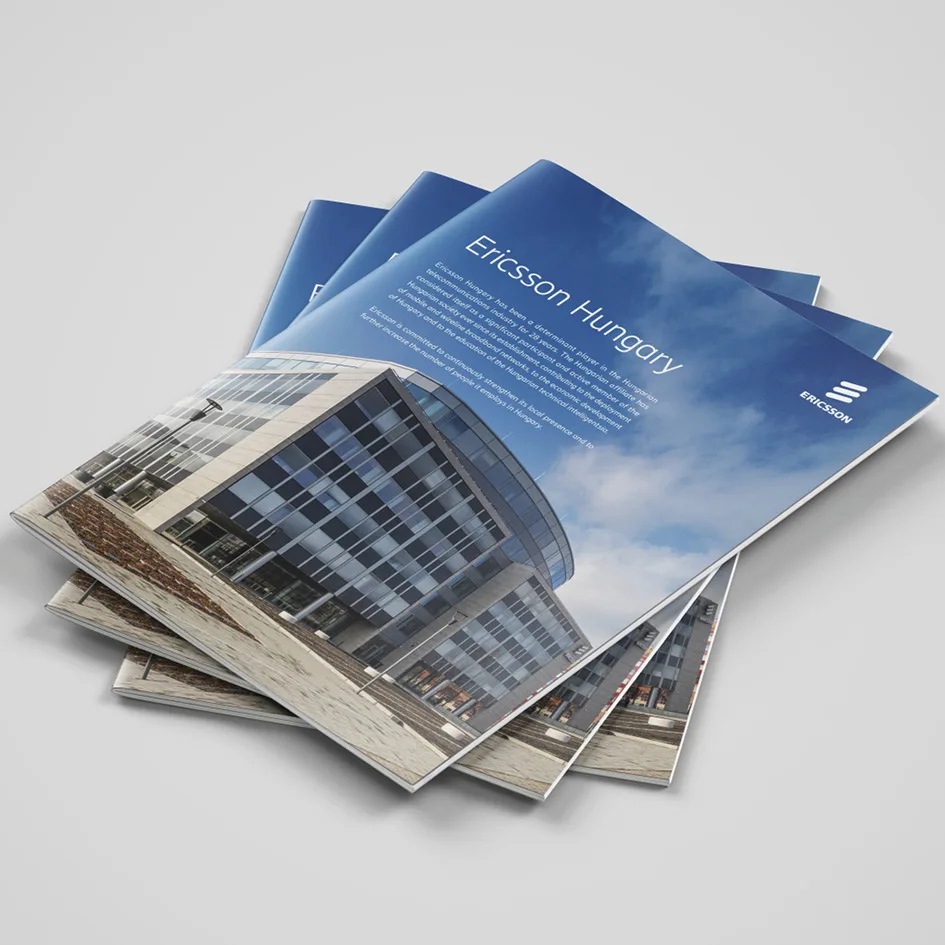 Ericsson Hungary
Ericsson Hungary has been a determinant player in the Hungarian
telecommunications industry for 28 years. The Hungarian affiliate has
considered itself as a significant participant and active member of the
Hungarian society ever since its establishment, contributing to the deployment
of mobile and wireline broadband networks, to the economic development
of Hungary and to the education of the Hungarian technical intelligentsia.
Ericsson is committed to continuously strengthen its local presence and to
further increase the number of people it employs in Hungary.
ERICSSON